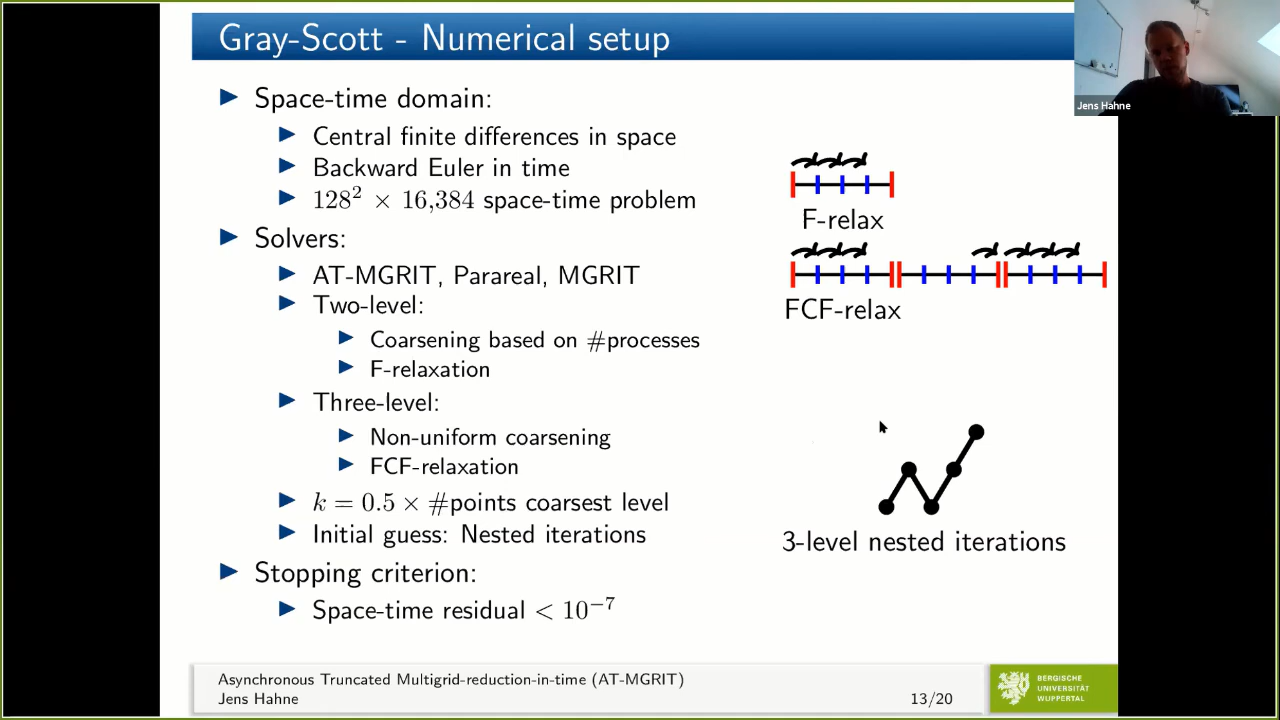 Gray-Scott - Numerical setup
Jens Hahne
Space-time domain:
Central finite differences in space
Backward Euler in time
128² × 16,384 space-time problem
Solvers:
AT-MGRIT, Parareal, MGRIT
Two-level:
Coarsening based on #processes
F-relaxation
Three-level:
Non-uniform coarsening
FCF-relaxation
k = 0.5 × #points coarsest level
Initial guess: Nested iterations
Stopping criterion:
Space-time residual < 10⁻⁷
F-relax
FCF-relax
3-level nested iterations
Asynchronous Truncated Multigrid-reduction-in-time (AT-MGRIT)
Jens Hahne
13/20
BERGISCHE
UNIVERSITÄT
WUPPERTAL